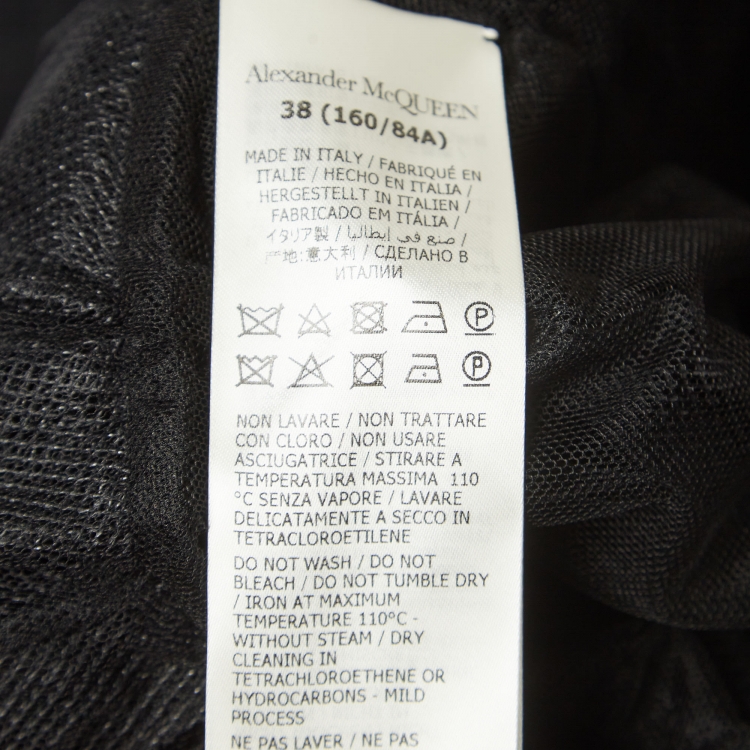 Alexander McQUEEN
38 (160/84A)
MADE IN ITALY / FABRIQUÉ EN
ITALIE / HECHO EN ITALIA /
HERGESTELLT IN ITALIEN /
FABRICADO EM ITÁLIA /
イタリア製 / صنع في إيطاليا /
产地:意大利 / СДЕЛАНО В
ИТАЛИИ
P
P
NON LAVARE / NON TRATTARE
CON CLORO / NON USARE
ASCIUGATRICE / STIRARE A
TEMPERATURA MASSIMA 110
°C SENZA VAPORE / LAVARE
DELICATAMENTE A SECCO IN
TETRACLOROETILENE
DO NOT WASH / DO NOT
BLEACH / DO NOT TUMBLE DRY
/ IRON AT MAXIMUM
TEMPERATURE 110°C -
WITHOUT STEAM / DRY
CLEANING IN
TETRACHLOROETHENE OR
HYDROCARBONS - MILD
PROCESS
NE PAS LAVER / NE PAS